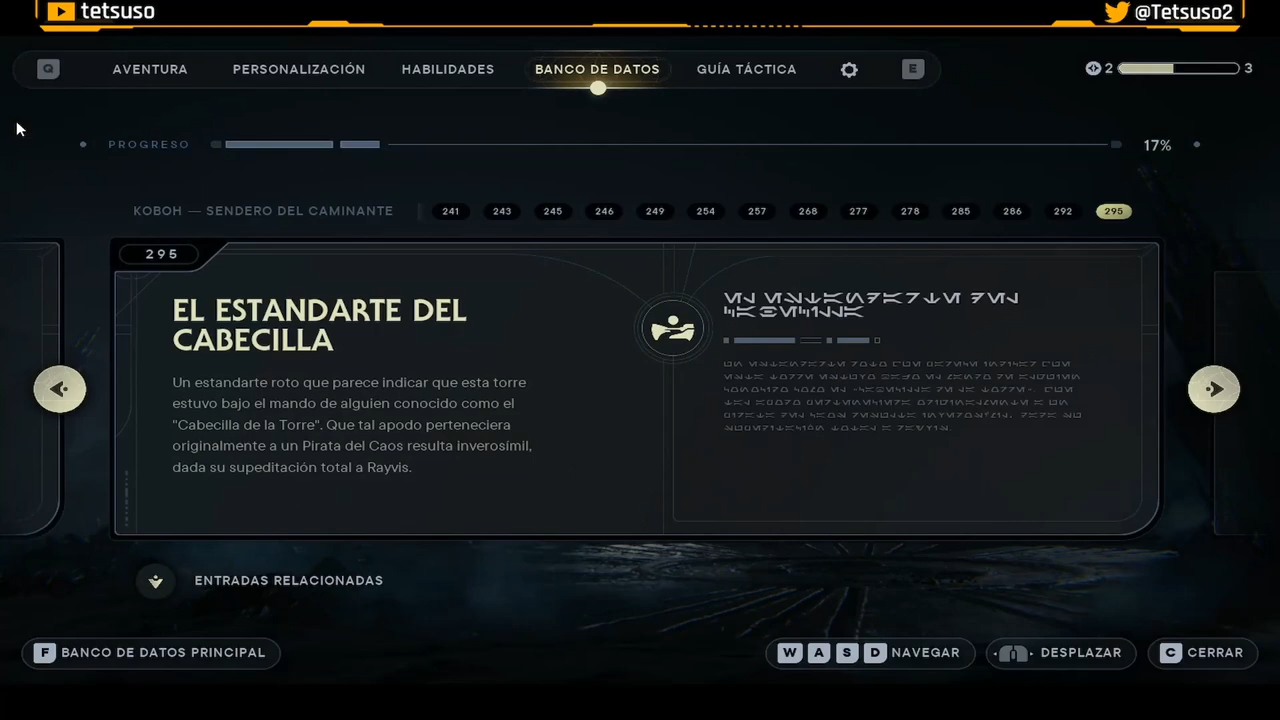 tetsuso
@Tetsuso2
Q AVENTURA PERSONALIZACIÓN HABILIDADES BANCO DE DATOS GUÍA TÁCTICA E 2 3
PROGRESO 17%
KOBOH — SENDERO DEL CAMINANTE 241 243 245 246 249 254 257 268 277 278 285 286 292 295
295
EL ESTANDARTE DEL
CABECILLA
Un estandarte roto que parece indicar que esta torre
estuvo bajo el mando de alguien conocido como el
"Cabecilla de la Torre". Que tal apodo perteneciera
originalmente a un Pirata del Caos resulta inverosímil,
dada su supeditación total a Rayvis.
ENTRADAS RELACIONADAS
F BANCO DE DATOS PRINCIPAL
W A S D NAVEGAR
DESPLAZAR
C CERRAR